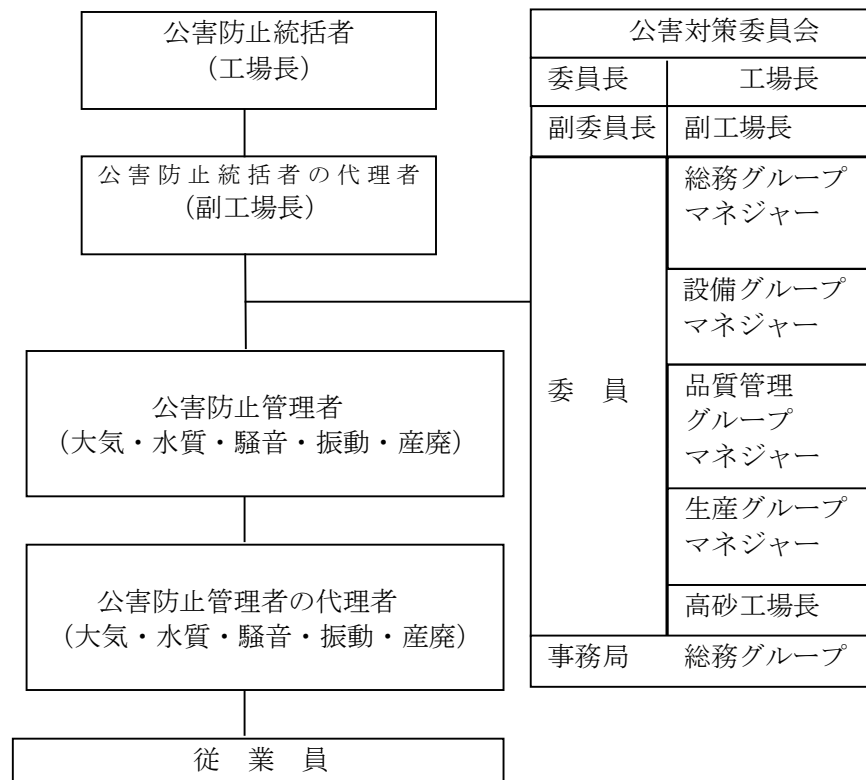 公害防止統括者
（工場長）
公害防止統括者の代理者
（副工場長）
公害防止管理者
（大気・水質・騒音・振動・産廃）
公害防止管理者の代理者
（大気・水質・騒音・振動・産廃）
従　業　員
公害対策委員会
委員長　工場長
副委員長　副工場長
委　員
総務グループ
マネジャー
設備グループ
マネジャー
品質管理
グループ
マネジャー
生産グループ
マネジャー
高砂工場長
事務局　総務グループ